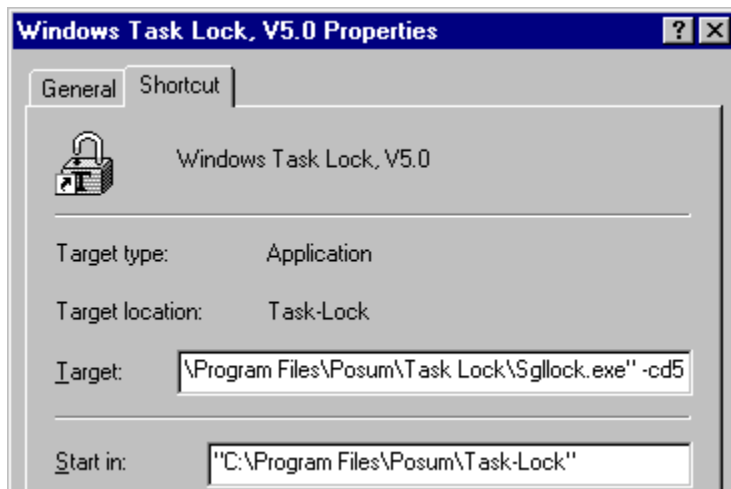 Windows Task Lock, V5.0 Properties
General Shortcut
Windows Task Lock, V5.0
Target type: Application
Target location: Task-Lock
Target: \Program Files\Posum\Task Lock\Sgllock.exe" -cd5
Start in: "C:\Program Files\Posum\Task-Lock"